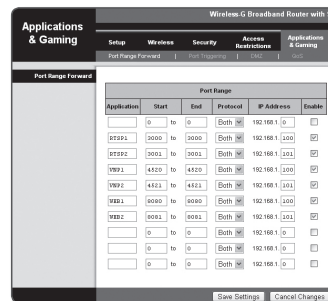 Wireless-G Broadband Router with
Applications
& Gaming
Setup Wireless Security Access Restrictions Applications & Gaming
Port Range Forward | Port Triggering | DMZ | QoS
Port Range Forward
Port Range
Application Start End Protocol IP Address Enable
0 to 0 Both 192.168.1. 0
RTSP1 3000 to 3000 Both 192.168.1. 100
RTSP2 3001 to 3001 Both 192.168.1. 101
VNP1 4520 to 4520 Both 192.168.1. 100
VNP2 4521 to 4521 Both 192.168.1. 101
WEB1 8080 to 8080 Both 192.168.1. 100
WEB2 8081 to 8081 Both 192.168.1. 101
0 to 0 Both 192.168.1. 0
0 to 0 Both 192.168.1. 0
0 to 0 Both 192.168.1. 0
Save Settings Cancel Changes